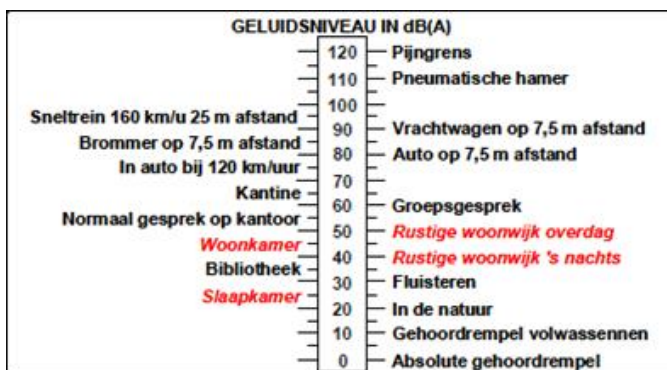 GELUIDSNIVEAU IN dB(A)
120 Pijngrens
110 Pneumatische hamer
100
Sneltrein 160 km/u 25 m afstand
90 Vrachtwagen op 7,5 m afstand
Brommer op 7,5 m afstand
80 Auto op 7,5 m afstand
In auto bij 120 km/uur
70
Kantine
60 Groepsgesprek
Normaal gesprek op kantoor
50 Rustige woonwijk overdag
Woonkamer
40 Rustige woonwijk 's nachts
Bibliotheek
30 Fluisteren
Slaapkamer
20 In de natuur
10 Gehoordrempel volwassennen
0 Absolute gehoordrempel